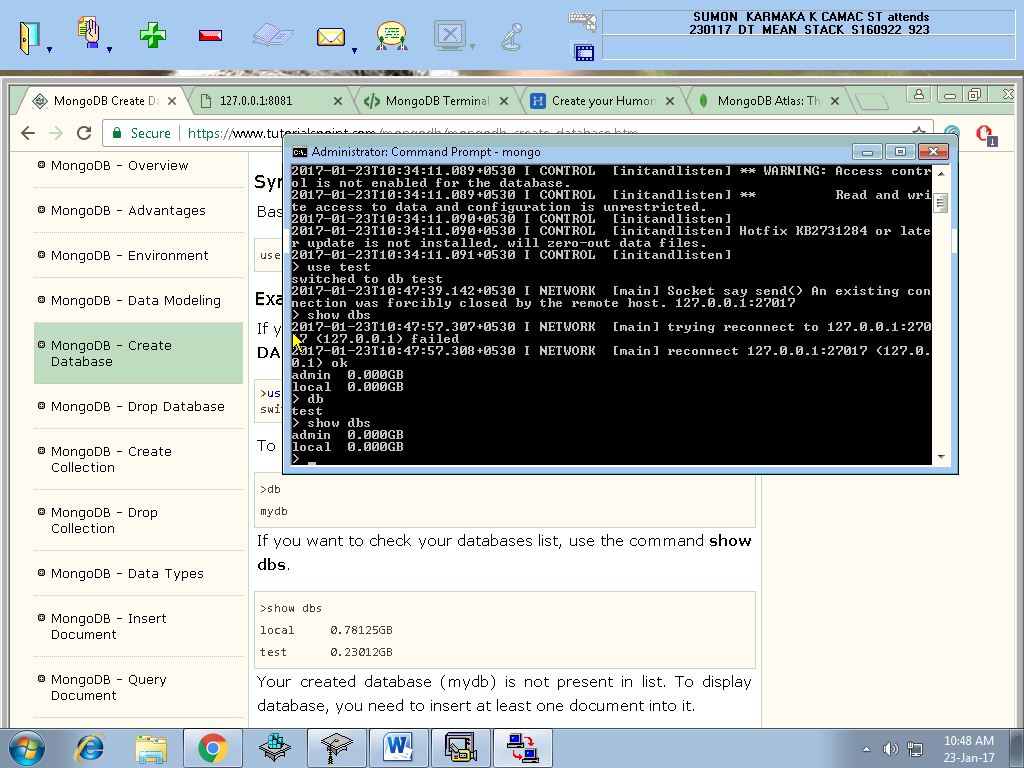 SUMON KARMAKA K CAMAC ST attends
230117_DT_MEAN_STACK_S160922_923
MongoDB Create Da
127.0.0.1:8081
MongoDB Terminal
Create your Humon
MongoDB Atlas: Th
Secure
https://www.tutorialspoint.com/mongodb/mongodb_create_database.htm
1
MongoDB - Overview
MongoDB - Advantages
MongoDB - Environment
MongoDB - Data Modeling
MongoDB - Create
Database
MongoDB - Drop Database
MongoDB - Create
Collection
MongoDB - Drop
Collection
MongoDB - Data Types
MongoDB - Insert
Document
MongoDB - Query
Document
Syn
Bas
use
Exa
If y
DA
>us
swi
To
Administrator: Command Prompt - mongo
2017-01-23T10:34:11.089+0530 I CONTROL  [initandlisten] ** WARNING: Access contr
ol is not enabled for the database.
2017-01-23T10:34:11.089+0530 I CONTROL  [initandlisten] **          Read and wri
te access to data and configuration is unrestricted.
2017-01-23T10:34:11.090+0530 I CONTROL  [initandlisten]
2017-01-23T10:34:11.090+0530 I CONTROL  [initandlisten] Hotfix KB2731284 or late
r update is not installed, will zero-out data files.
2017-01-23T10:34:11.091+0530 I CONTROL  [initandlisten]
> use test
switched to db test
2017-01-23T10:47:39.142+0530 I NETWORK  [main] Socket say send() An existing con
nection was forcibly closed by the remote host. 127.0.0.1:27017
> show dbs
2017-01-23T10:47:57.307+0530 I NETWORK  [main] trying reconnect to 127.0.0.1:270
17 (127.0.0.1) failed
2017-01-23T10:47:57.308+0530 I NETWORK  [main] reconnect 127.0.0.1:27017 (127.0.
0.1) ok
admin  0.000GB
local  0.000GB
> db
test
> show dbs
admin  0.000GB
local  0.000GB
>
>db
mydb
If you want to check your databases list, use the command show
dbs.
>show dbs
local     0.78125GB
test      0.23012GB
Your created database (mydb) is not present in list. To display
database, you need to insert at least one document into it.
10:48 AM
23-Jan-17